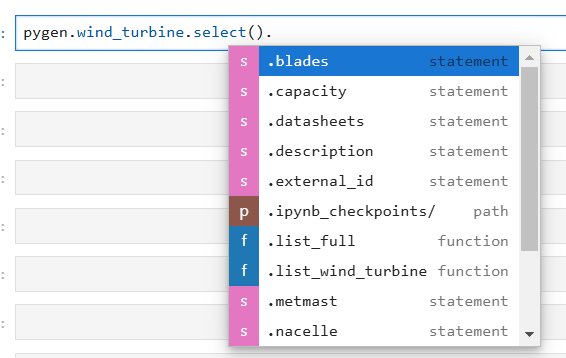 : pygen.wind_turbine.select().
: s .blades statement
s .capacity statement
: s .datasheets statement
s .description statement
: s .external_id statement
p .ipynb_checkpoints/ path
: f .list_full function
: f .list_wind_turbine function
s .metmast statement
: s .nacelle statement